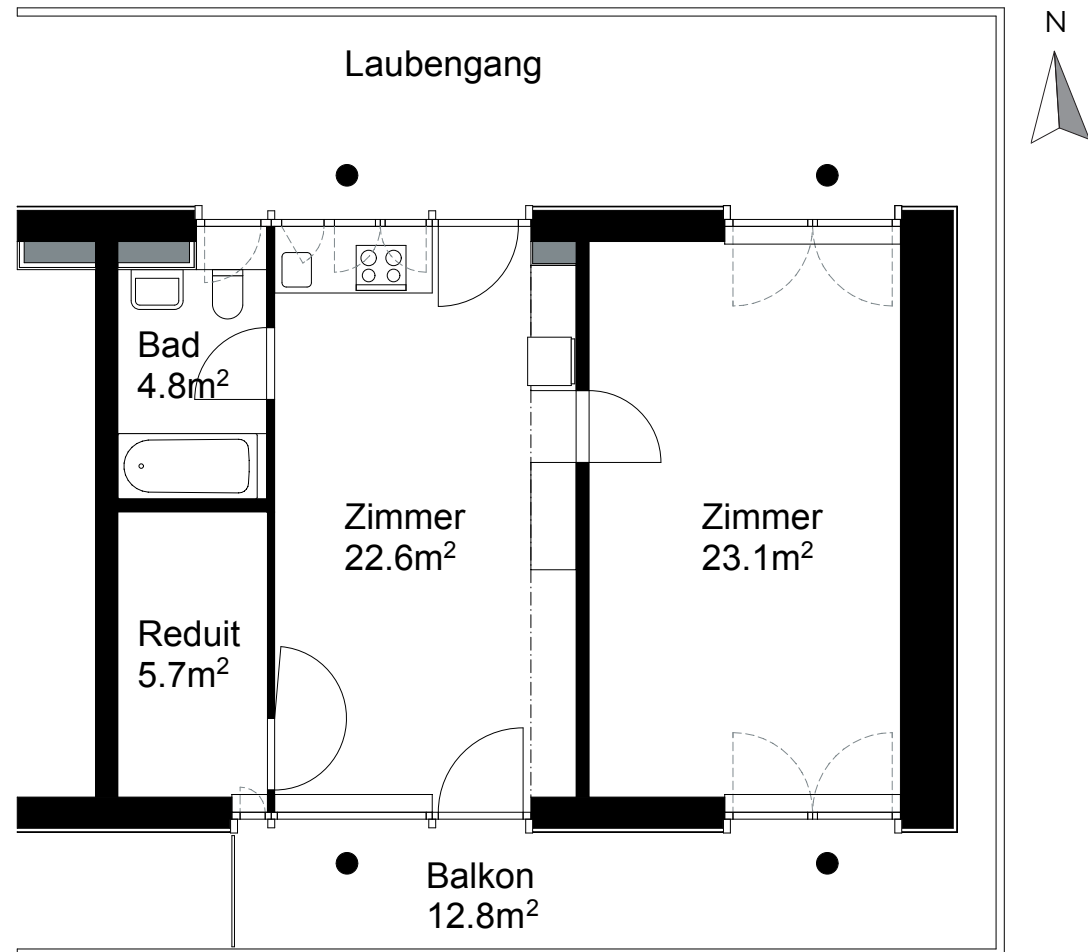 N
Laubengang
Bad
4.8m²
Zimmer
22.6m²
Zimmer
23.1m²
Reduit
5.7m²
Balkon
12.8m²